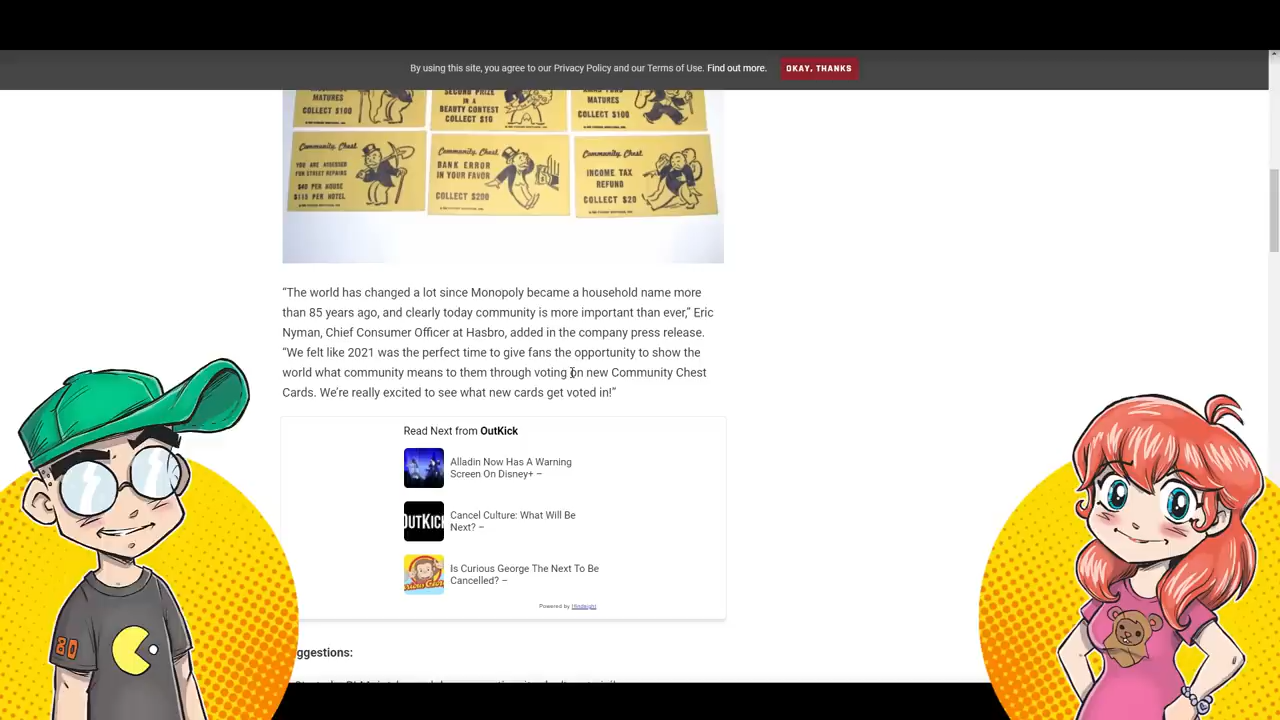 By using this site, you agree to our Privacy Policy and our Terms of Use. Find out more.
OKAY, THANKS
MATURES
COLLECT $100
SECOND PRIZE
IN A
BEAUTY CONTEST
COLLECT $10
MATURES
COLLECT $100
Community Chest
YOU ARE ASSESSED
FOR STREET REPAIRS
$40 PER HOUSE
$115 PER HOTEL
Community Chest
BANK ERROR
IN YOUR FAVOR
COLLECT $200
Community Chest
INCOME TAX
REFUND
COLLECT $20
“The world has changed a lot since Monopoly became a household name more
than 85 years ago, and clearly today community is more important than ever,” Eric
Nyman, Chief Consumer Officer at Hasbro, added in the company press release.
“We felt like 2021 was the perfect time to give fans the opportunity to show the
world what community means to them through voting on new Community Chest
Cards. We’re really excited to see what new cards get voted in!”
Read Next from OutKick
Alladin Now Has A Warning
Screen On Disney+ –
OUTKICK
Cancel Culture: What Will Be
Next? –
Is Curious George The Next To Be
Cancelled? –
Powered by
ggestions:
80